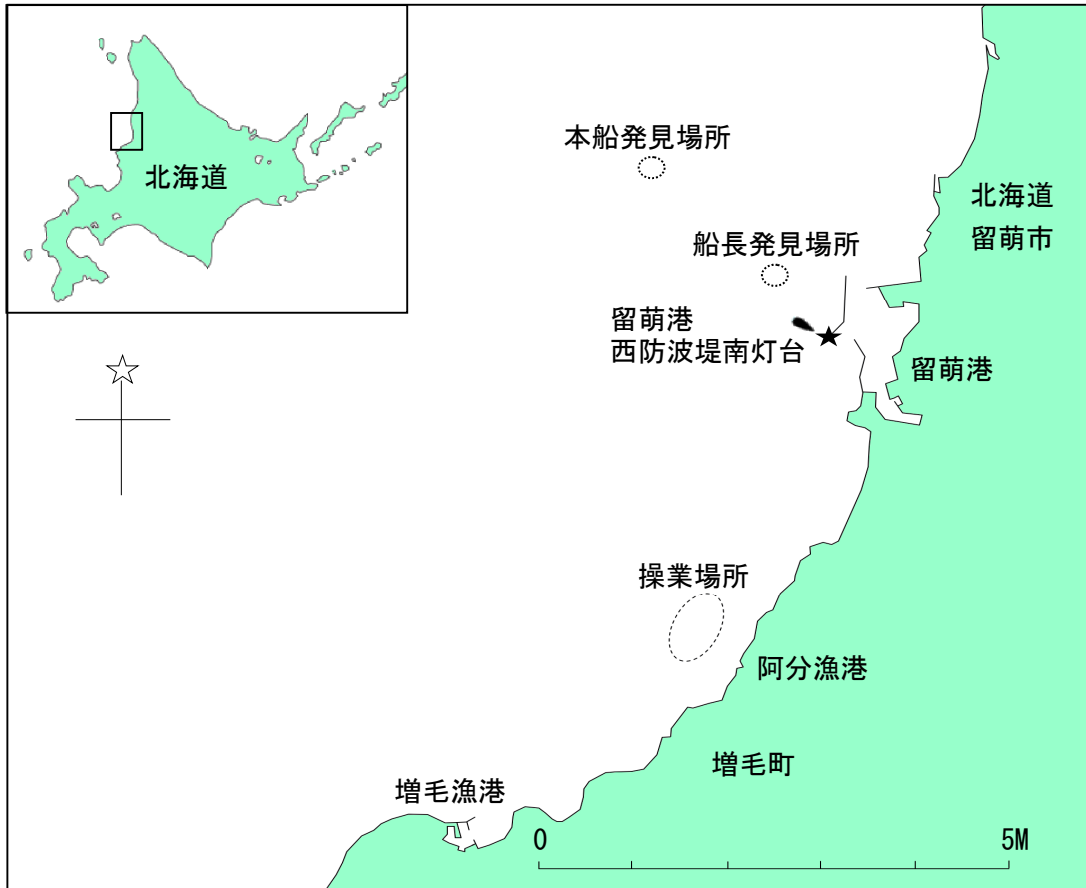 北海道
本船発見場所
北海道
留萌市
船長発見場所
留萌港
西防波堤南灯台
留萌港
操業場所
阿分漁港
増毛町
増毛漁港
0
5M